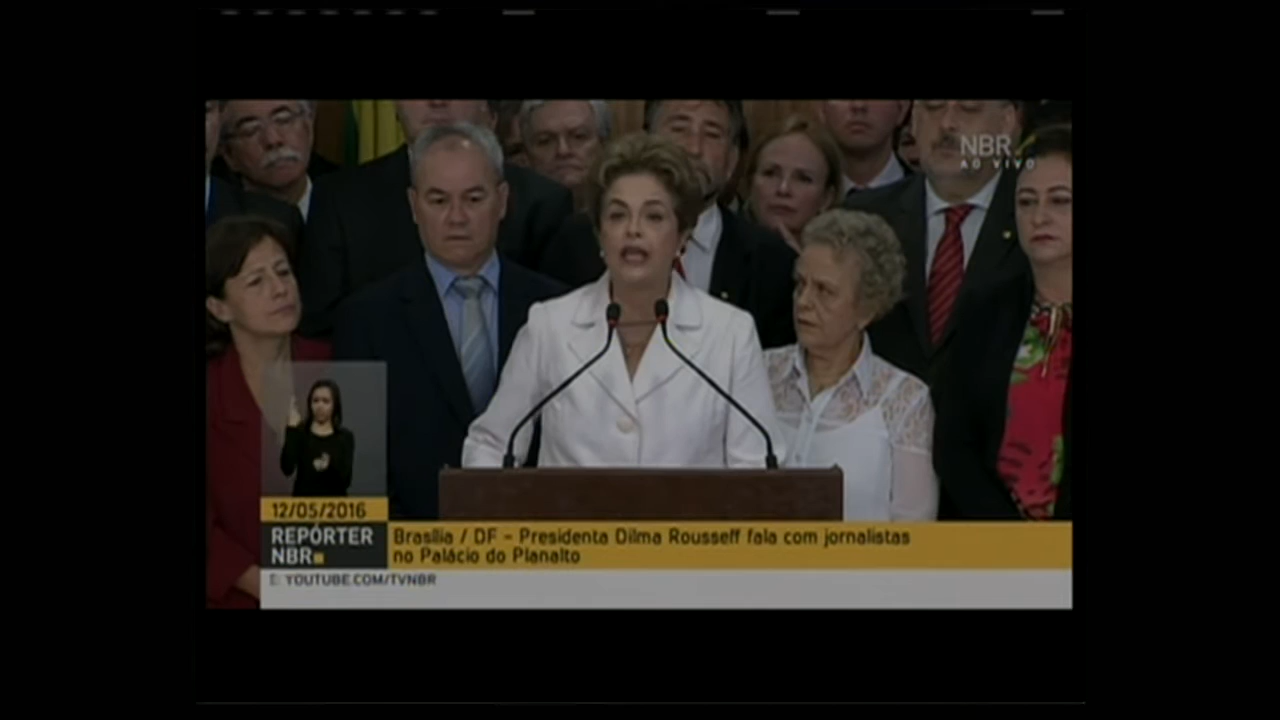 NBR
AO VIVO
12/05/2016
REPÓRTER
NBR
Brasília / DF - Presidenta Dilma Rousseff fala com jornalistas
no Palácio do Planalto
YOUTUBE.COM/TVNBR